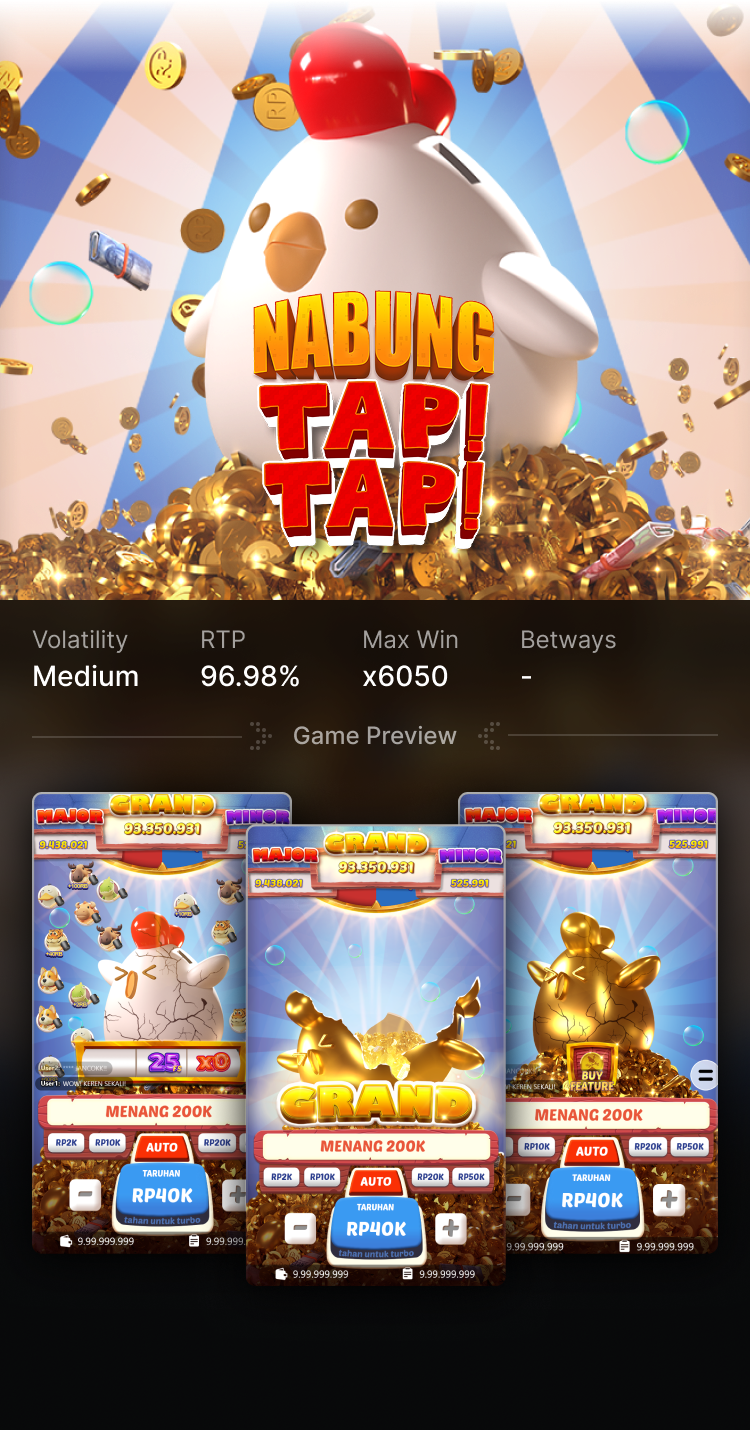 NABUNG
TAP!
TAP!
Volatility RTP Max Win Betways
Medium 96.98% x6050 -
Game Preview
MAJOR GRAND MINOR
9.438.021 93.350.931
25 x0
WOW! KEREN SEKALI!
MENANG 200K
RP2K RP10K AUTO RP20K
TARUHAN
RP40K
tahan untuk turbo
9.99.999.999
MAJOR GRAND MINOR
9.438.021 93.350.931 525.991
GRAND
MENANG 200K
RP2K RP10K AUTO RP20K RP50K
TARUHAN
RP40K
tahan untuk turbo
9.99.999.999 9.99.999.999
MAJOR GRAND MINOR
93.350.931 525.991
BUY
FEATURE
KEREN SEKALI!
MENANG 200K
RP10K AUTO RP20K RP50K
TARUHAN
RP40K
tahan untuk turbo
9.99.999.999 9.99.999.999